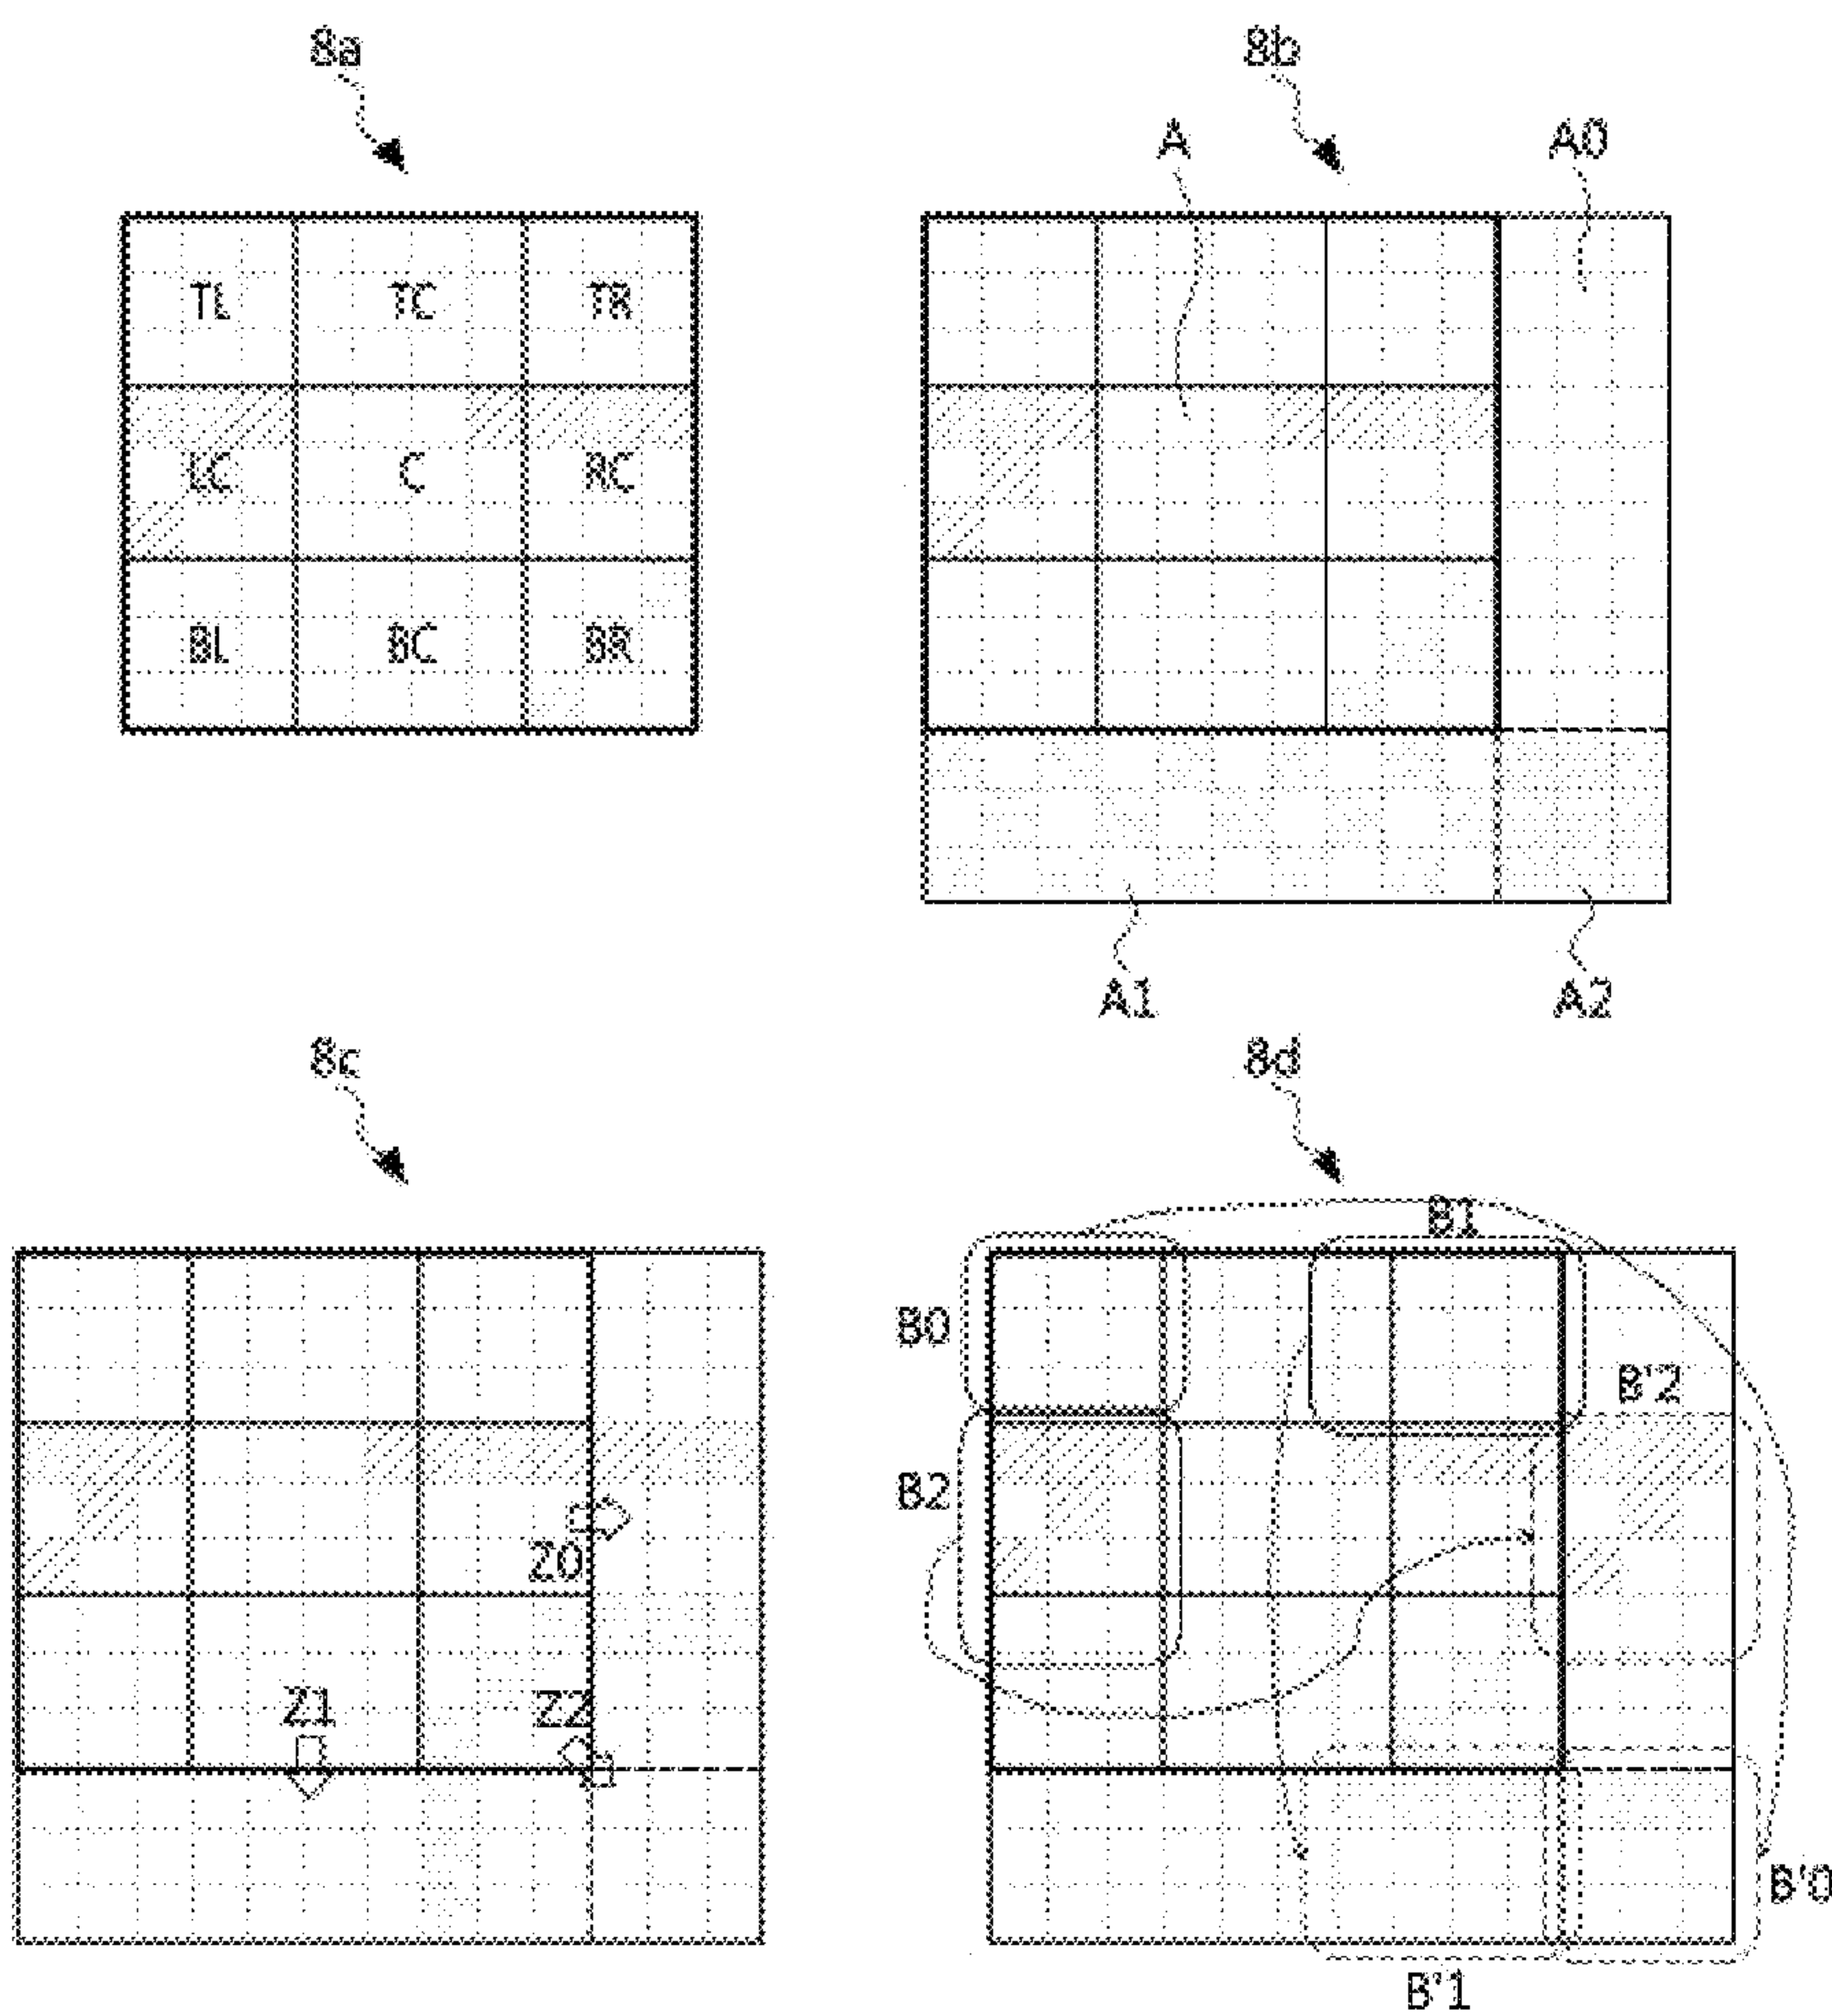 8a
8b
A
A0
TL TC TR
LC C RC
BL BC BR
A1
A2
8c
8d
B1
B0
B'2
B2
Z0
Z1
Z2
B'0
B'1